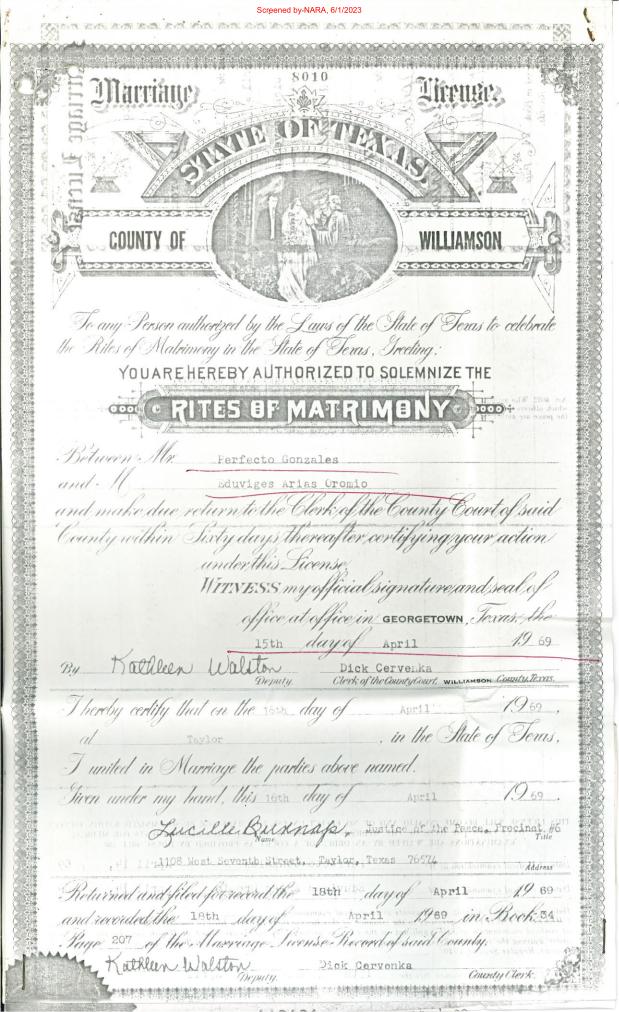 Screened by NARA, 6/1/2023
8010
Marriage License.
STATE OF TEXAS,
COUNTY OF WILLIAMSON
To any Person authorized by the Laws of the State of Texas to celebrate
the Rites of Matrimony in the State of Texas, Greeting:
YOU ARE HEREBY AUTHORIZED TO SOLEMNIZE THE
RITES OF MATRIMONY
Between Mr. Perfecto Gonzales
and M Eduviges Arias Oromio
and make due return to the Clerk of the County Court of said
County within Sixty days thereafter, certifying your action
under this License.
WITNESS my official signature and seal of
office at office in GEORGETOWN, Texas, the
15th day of April 19 69
By Kathleen Walston Dick Cervenka
Deputy. Clerk of the County Court, WILLIAMSON County, Texas.
I hereby certify that on the 16th day of April 19 69,
at Taylor, in the State of Texas,
I united in Marriage the parties above named.
Given under my hand, this 16th day of April 19 69.
Lucille Burnap, Justice of the Peace, Precinct #6
Name Title
1108 West Seventh Street, Taylor, Texas 76574
Address
Returned and filed for record the 18th day of April 19 69
and recorded the 18th day of April 1969 in Book 34
Page 207 of the Marriage License Record of said County.
Kathleen Walston Dick Cervenka
Deputy. County Clerk.